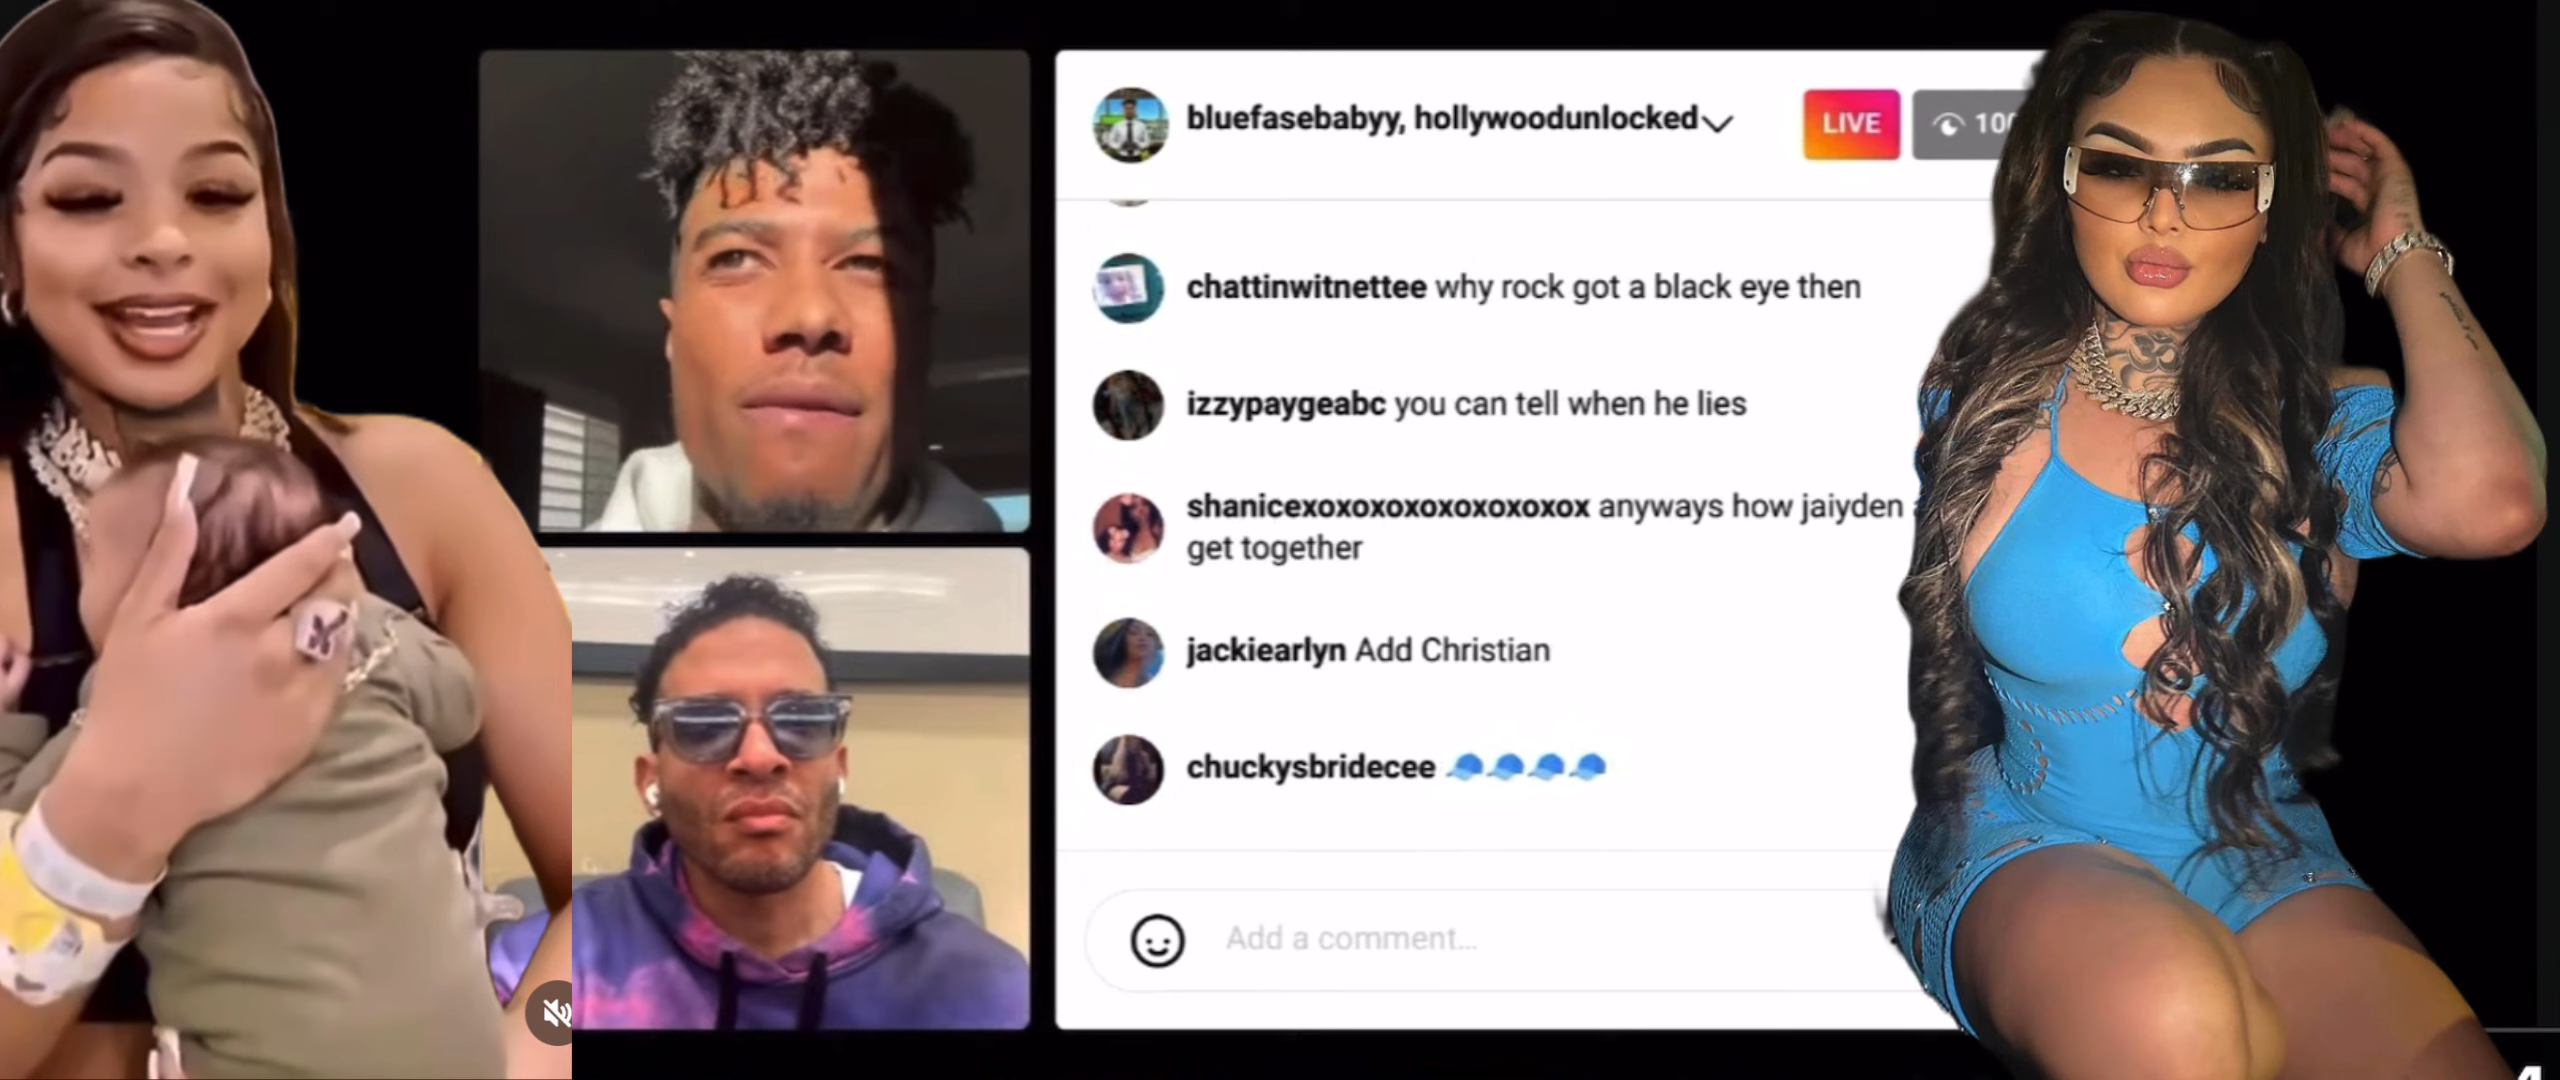 bluefasebabyy, hollywoodunlocked
LIVE
chattinwitnettee why rock got a black eye then
izzypaygeabc you can tell when he lies
shanicexoxoxoxoxoxoxoxox anyways how jaiyden
get together
jackiearlyn Add Christian
chuckysbridecee 🧢🧢🧢🧢
Add a comment...